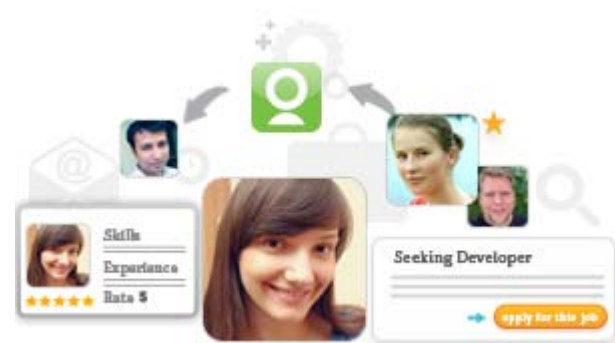 Skills
Experience
Rate $
Seeking Developer
apply for this job
@